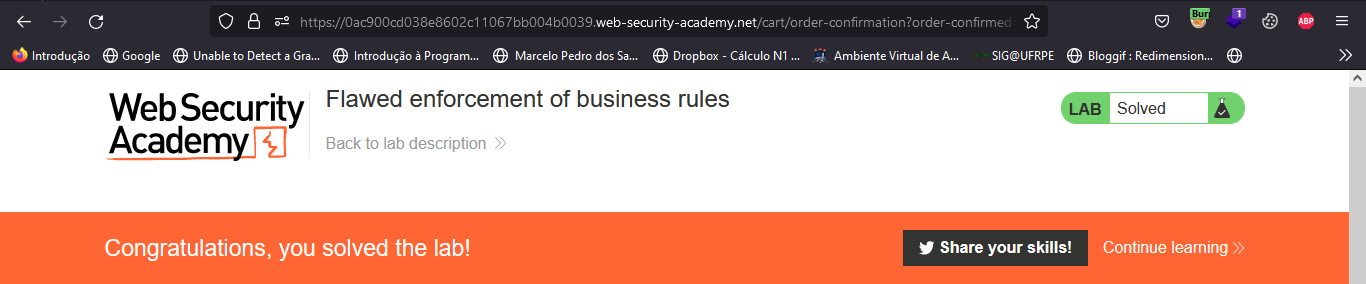 https://0ac900cd038e8602c11067bb004b0039.web-security-academy.net/cart/order-confirmation?order-confirmed=
Bur
1
ABP
Introdução Google Unable to Detect a Gra... Introdução à Program... Marcelo Pedro dos Sa... Dropbox - Cálculo N1 ... Ambiente Virtual de A... SIG@UFRPE Bloggif : Redimension...
Web Security
Academy
Flawed enforcement of business rules
Back to lab description
LAB Solved
Congratulations, you solved the lab!
Share your skills! Continue learning